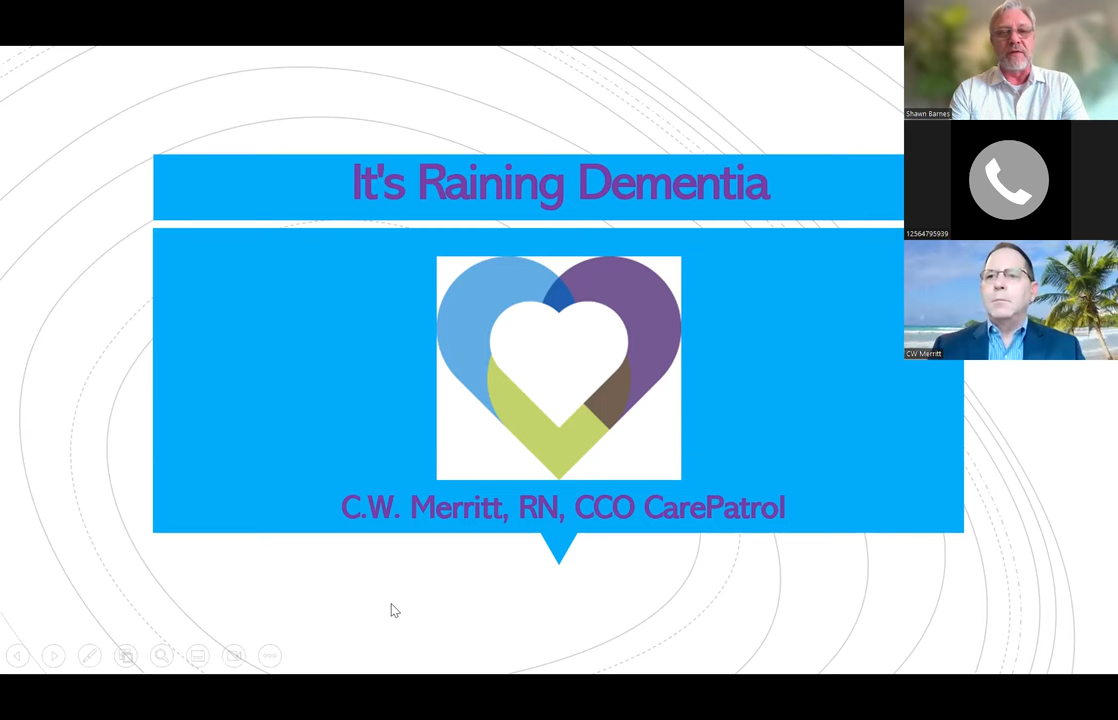 It's Raining Dementia
C.W. Merritt, RN, CCO CarePatrol
Shawn Barnes
12564795939
CW Merritt